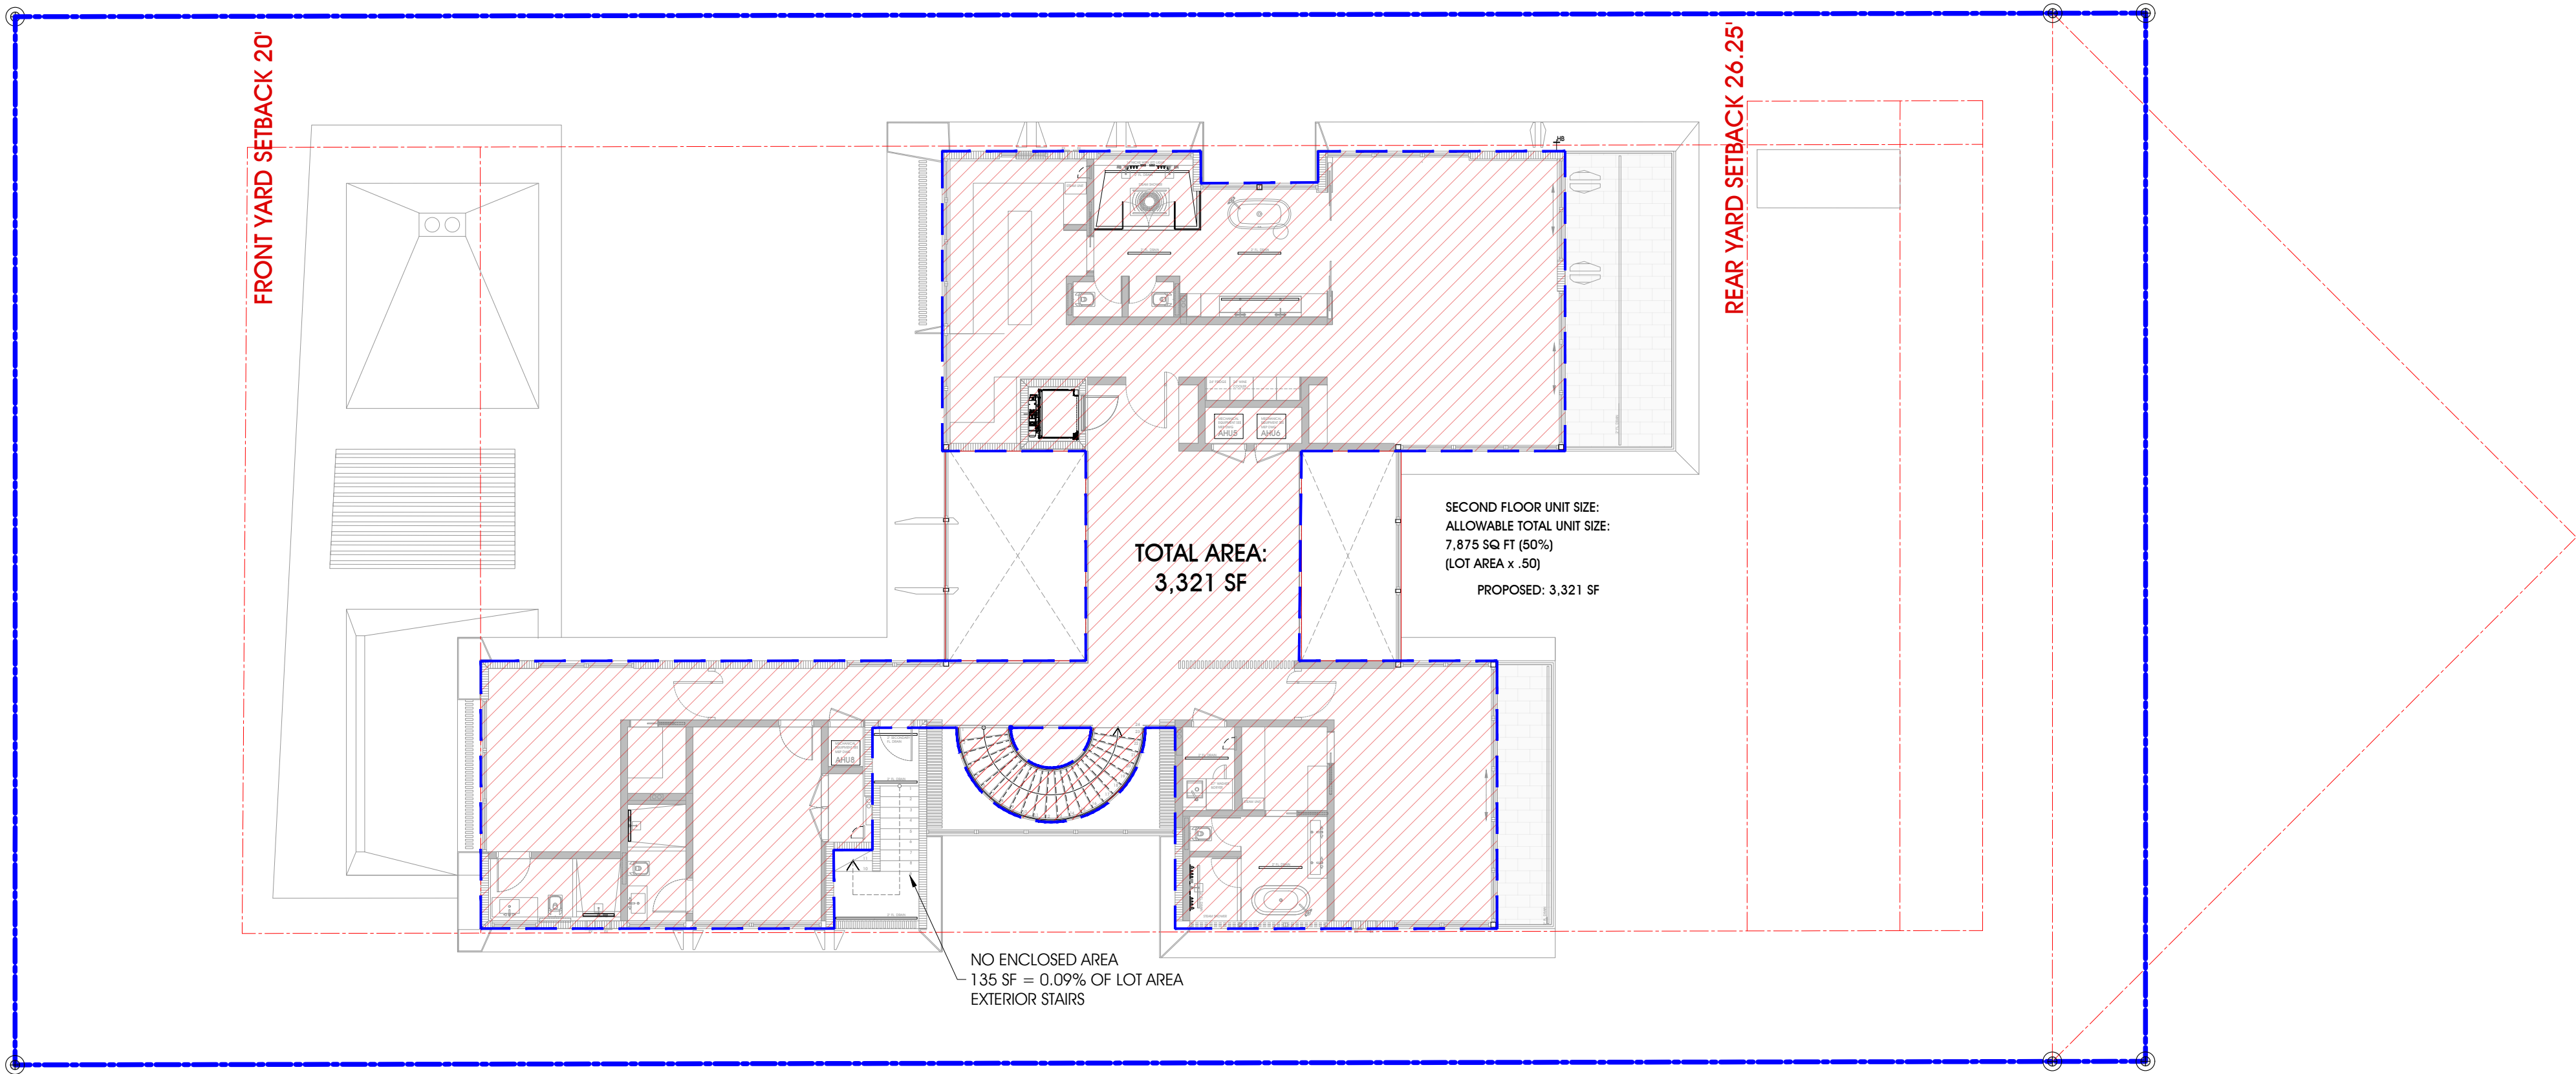 FRONT YARD SETBACK 20'
REAR YARD SETBACK 26.25'
HB
AHU5
AHU6
SECOND FLOOR UNIT SIZE:
ALLOWABLE TOTAL UNIT SIZE:
7,875 SQ FT (50%)
(LOT AREA x .50)
PROPOSED: 3,321 SF
TOTAL AREA:
3,321 SF
AHU8
NO ENCLOSED AREA
135 SF = 0.09% OF LOT AREA
EXTERIOR STAIRS